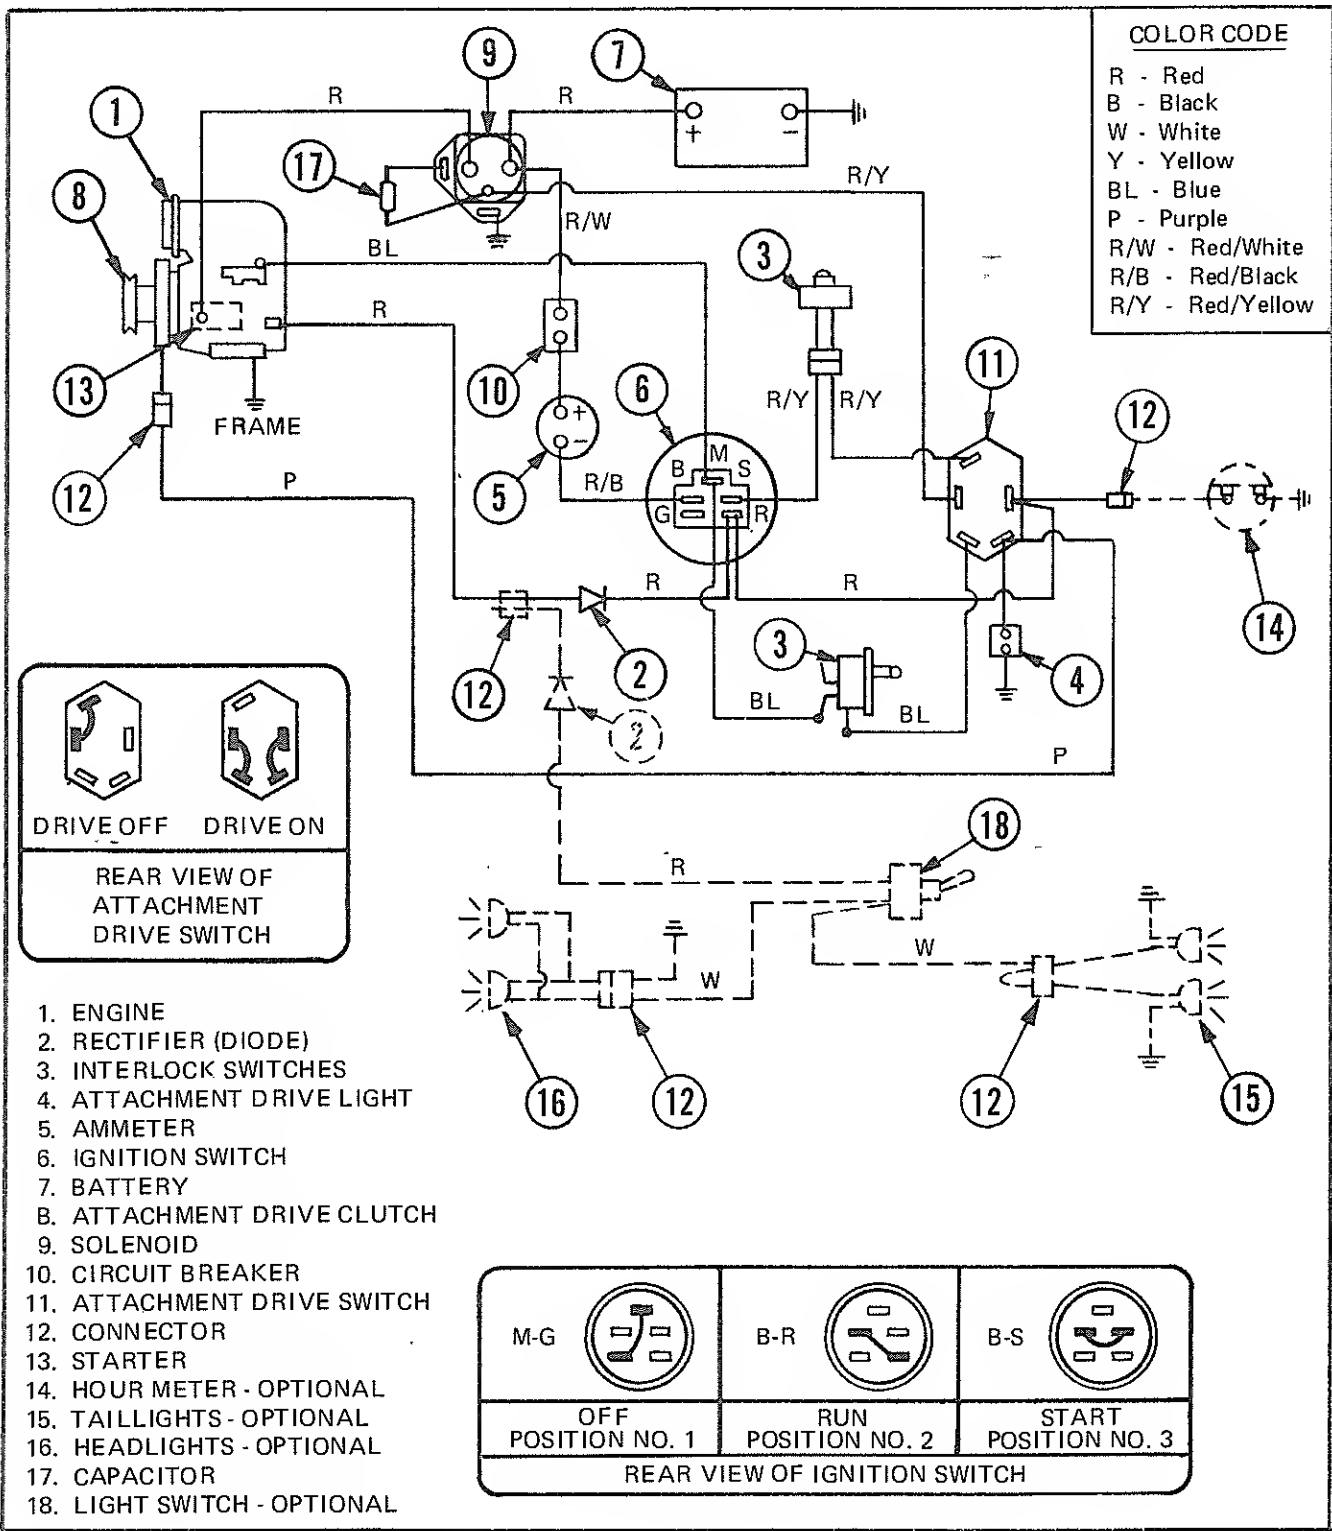 COLOR CODE
R - Red
B - Black
W - White
Y - Yellow
BL - Blue
P - Purple
R/W - Red/White
R/B - Red/Black
R/Y - Red/Yellow
9
7
1
R
R
+
-
17
8
R/Y
R/W
BL
3
R
10
13
6
11
12
R/Y
R/Y
FRAME
+
-
12
5
P
R/B
B
M
S
G
R
14
R
R
12
2
3
4
BL
BL
2
P
DRIVE OFF
DRIVE ON
REAR VIEW OF
ATTACHMENT
DRIVE SWITCH
18
R
W
W
16
12
12
15
1. ENGINE
2. RECTIFIER (DIODE)
3. INTERLOCK SWITCHES
4. ATTACHMENT DRIVE LIGHT
5. AMMETER
6. IGNITION SWITCH
7. BATTERY
B. ATTACHMENT DRIVE CLUTCH
9. SOLENOID
10. CIRCUIT BREAKER
11. ATTACHMENT DRIVE SWITCH
12. CONNECTOR
13. STARTER
14. HOUR METER - OPTIONAL
15. TAILLIGHTS - OPTIONAL
16. HEADLIGHTS - OPTIONAL
17. CAPACITOR
18. LIGHT SWITCH - OPTIONAL
M-G
B-R
B-S
OFF
POSITION NO. 1
RUN
POSITION NO. 2
START
POSITION NO. 3
REAR VIEW OF IGNITION SWITCH